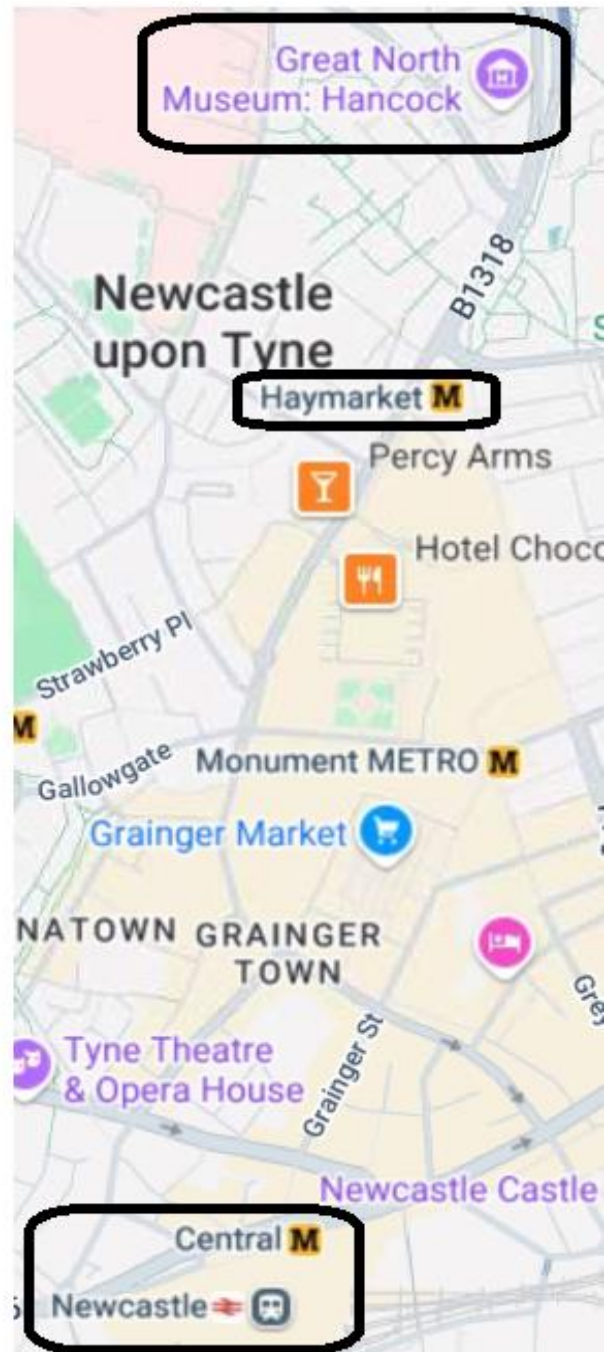 Great North
Museum: Hancock
B1318
Newcastle
upon Tyne
Haymarket M
Percy Arms
Hotel Choco
Strawberry Pl
M
Gallowgate
Monument METRO M
Grainger Market
NATOWN
GRAINGER
TOWN
Grey
Tyne Theatre
& Opera House
Grainger St
Newcastle Castle
Central M
Newcastle